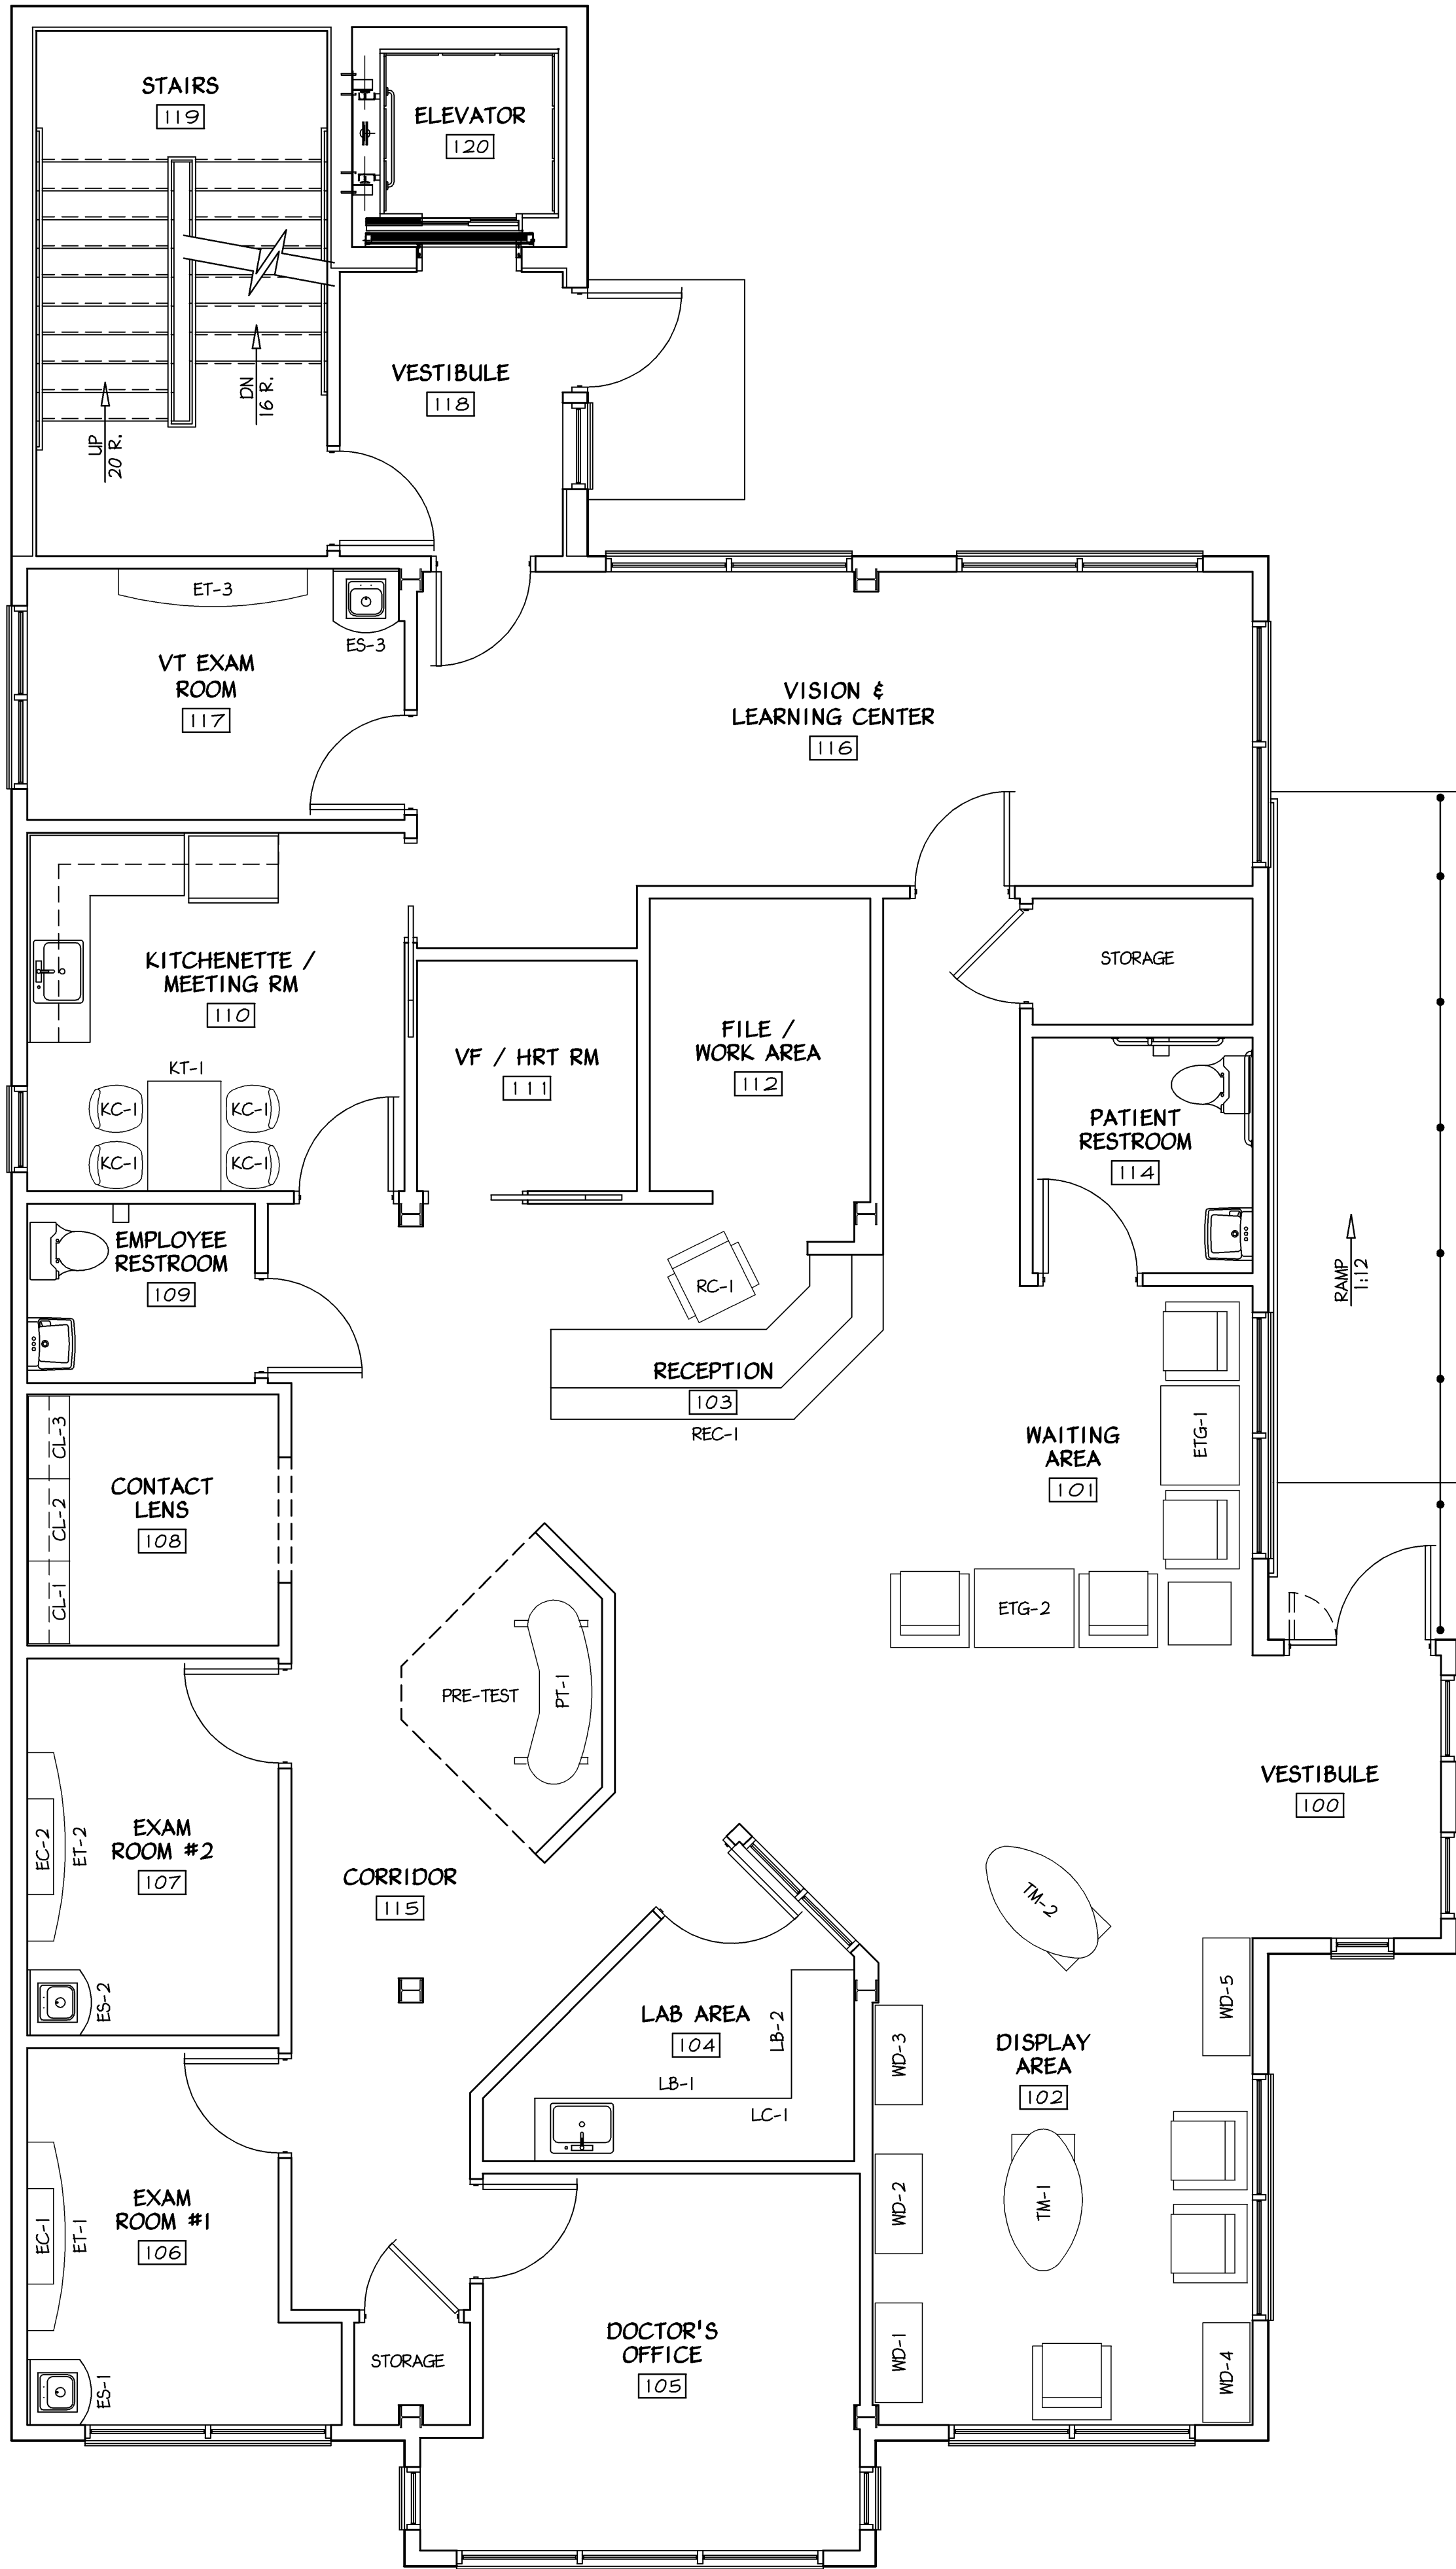 STAIRS
119
ELEVATOR
120
UP
20 R.
DN
16 R.
VESTIBULE
118
ET-3
ES-3
VT EXAM
ROOM
117
VISION &
LEARNING CENTER
116
KITCHENETTE /
MEETING RM
110
KT-1
KC-1
KC-1
KC-1
KC-1
VF / HRT RM
111
FILE /
WORK AREA
112
STORAGE
PATIENT
RESTROOM
114
RAMP
1:12
EMPLOYEE
RESTROOM
109
RC-1
RECEPTION
103
REC-1
WAITING
AREA
101
ETG-1
ETG-2
CL-3
CL-2
CL-1
CONTACT
LENS
108
PRE-TEST
PT-1
VESTIBULE
100
EXAM
ROOM #2
107
EC-2
ET-2
ES-2
CORRIDOR
115
TM-2
LAB AREA
104
LB-2
LB-1
LC-1
WD-3
DISPLAY
AREA
102
WD-5
EXAM
ROOM #1
106
EC-1
ET-1
ES-1
WD-2
TM-1
STORAGE
DOCTOR'S
OFFICE
105
WD-1
WD-4